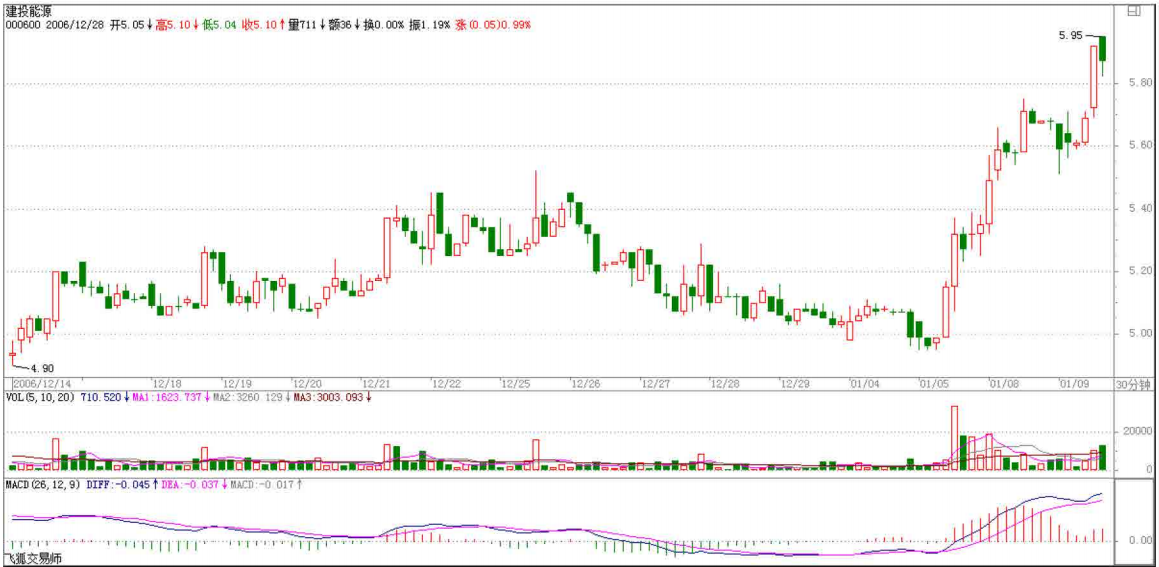 建投能源
000600 2006/12/28 开5.05↓高5.10↓低5.04 收5.10↑量711↓额36↓换0.00% 振1.19% 涨(0.05)0.99%
5.95
5.80
5.60
5.40
5.20
5.00
4.90
2006/12/14 12/18 12/19 12/20 12/21 12/22 12/25 12/26 12/27 12/28 12/29 01/04 01/05 01/08 01/09 30分钟
VOL(5,10,20) 710.520↓MA1:1623.737↓MA2:3260 129↓MA3:3003.093↓
20000
0
MACD(26,12,9) DIFF:-0.045↑DEA:-0.037↓MACD:-0.017↑
0.00
飞狐交易师